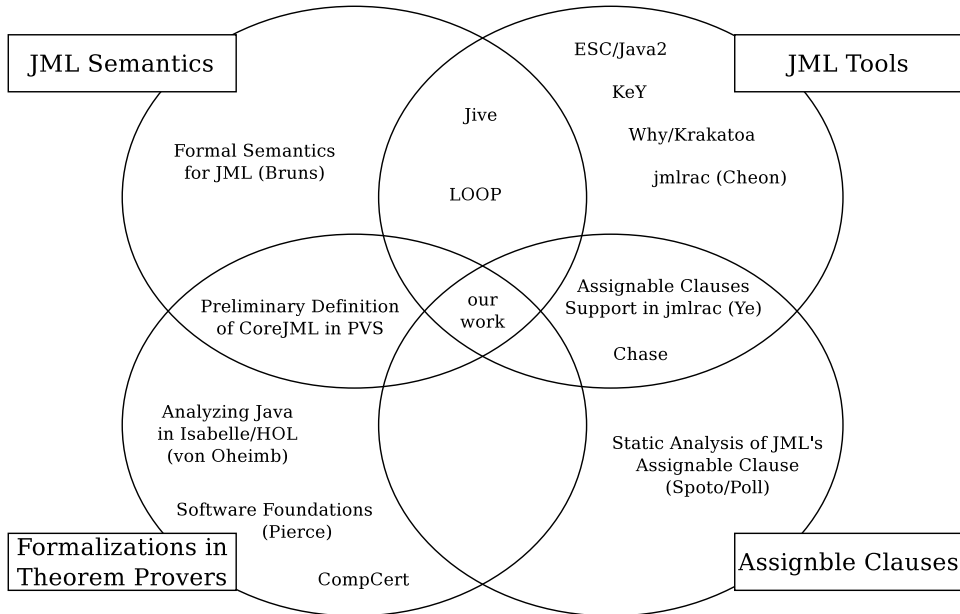 JML Semantics
JML Tools
ESC/Java2
KeY
Why/Krakatoa
jmlrac (Cheon)
Jive
LOOP
Formal Semantics
for JML (Bruns)
Preliminary Definition
of CoreJML in PVS
our
work
Assignable Clauses
Support in jmlrac (Ye)
Chase
Analyzing Java
in Isabelle/HOL
(von Oheimb)
Software Foundations
(Pierce)
CompCert
Static Analysis of JML's
Assignable Clause
(Spoto/Poll)
Formalizations in
Theorem Provers
Assignble Clauses